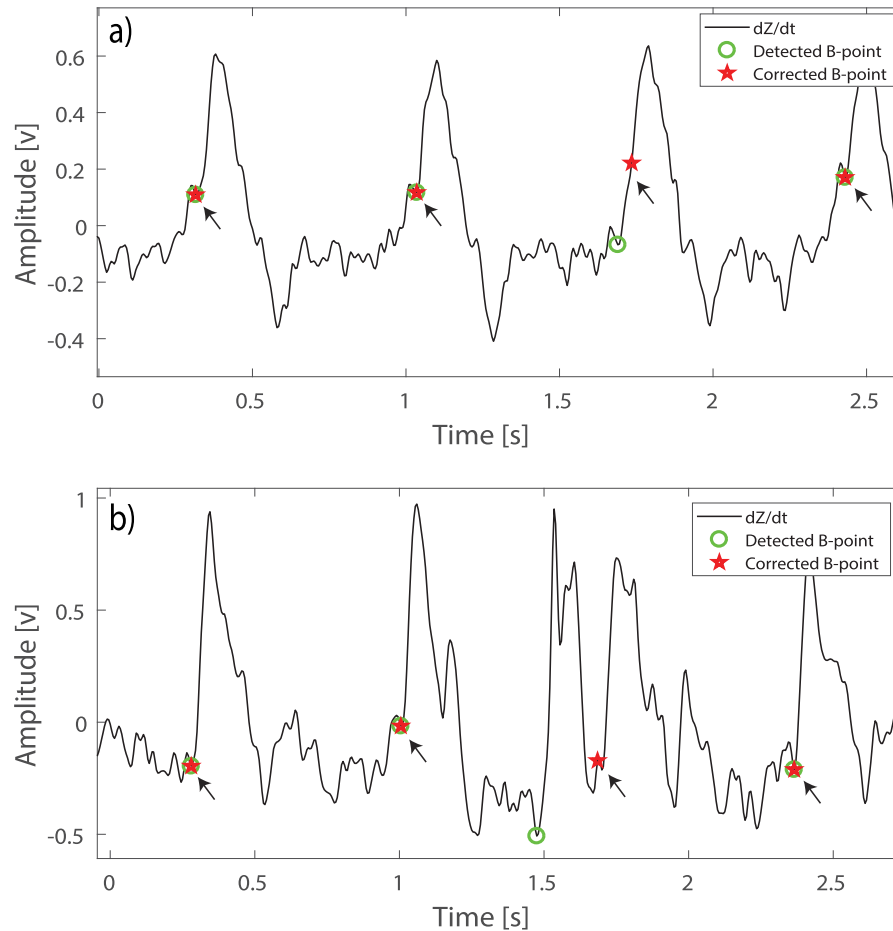 a)
dZ/dt
Detected B-point
Corrected B-point
0.6
0.4
0.2
0
-0.2
-0.4
Amplitude [v]
0 0.5 1 1.5 2 2.5
Time [s]
b)
dZ/dt
Detected B-point
Corrected B-point
1
0.5
0
-0.5
Amplitude [v]
0 0.5 1 1.5 2 2.5
Time [s]